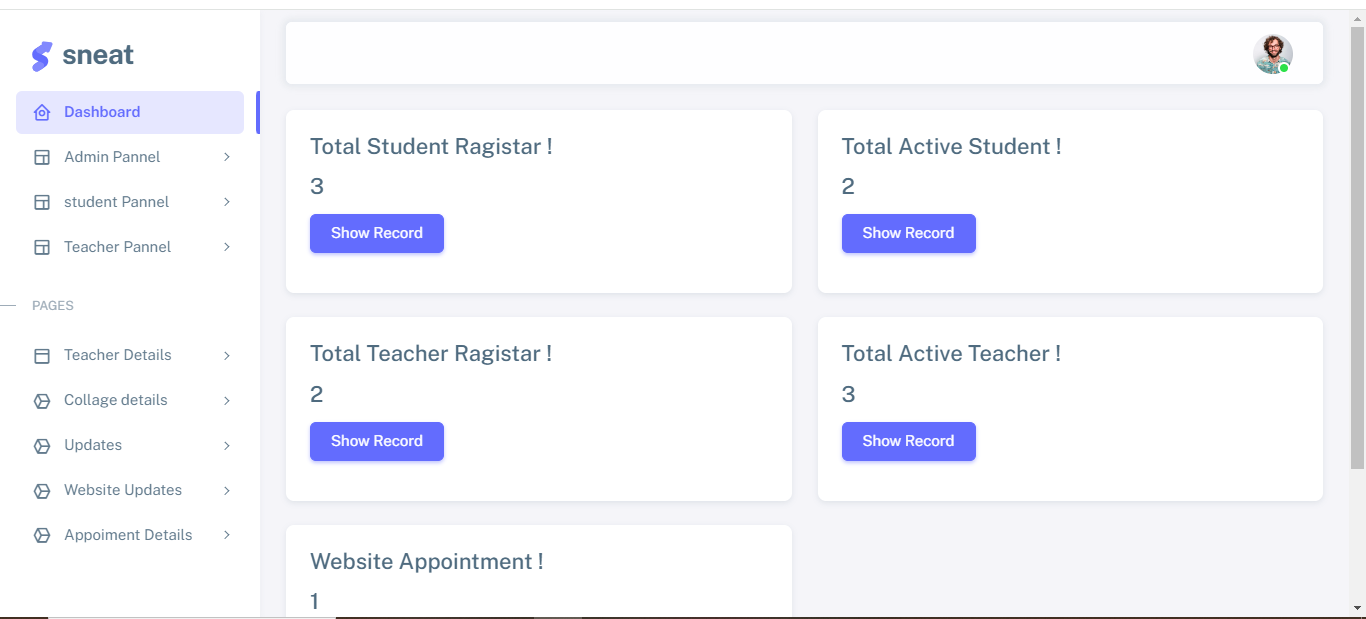 sneat
Dashboard
Admin Pannel
student Pannel
Teacher Pannel
PAGES
Teacher Details
Collage details
Updates
Website Updates
Appoiment Details
Total Student Ragistar !
3
Show Record
Total Active Student !
2
Show Record
Total Teacher Ragistar !
2
Show Record
Total Active Teacher !
3
Show Record
Website Appointment !
1